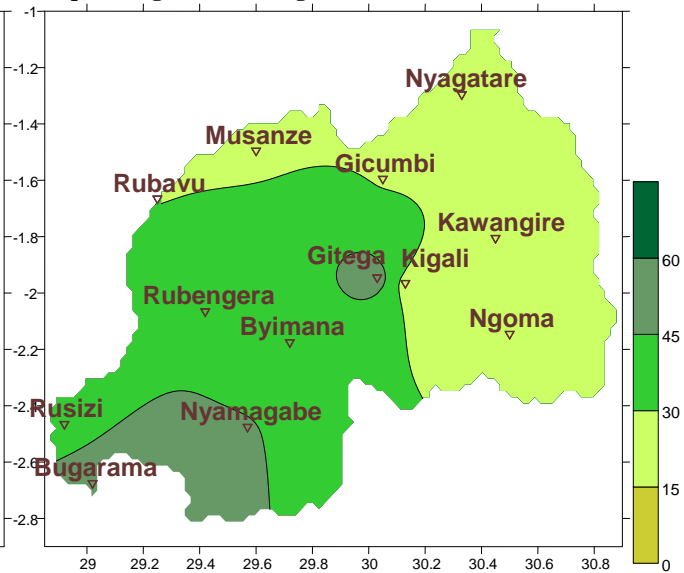 -1
-1.2
-1.4
-1.6
-1.8
-2
-2.2
-2.4
-2.6
-2.8
Nyagatare
Musanze
Gicumbi
Rubavu
Kawangire
Gitega
Kigali
Rubengera
Ngoma
Byimana
Rusizi
Nyamagabe
Bugarama
29 29.2 29.4 29.6 29.8 30 30.2 30.4 30.6 30.8
60
45
30
15
0